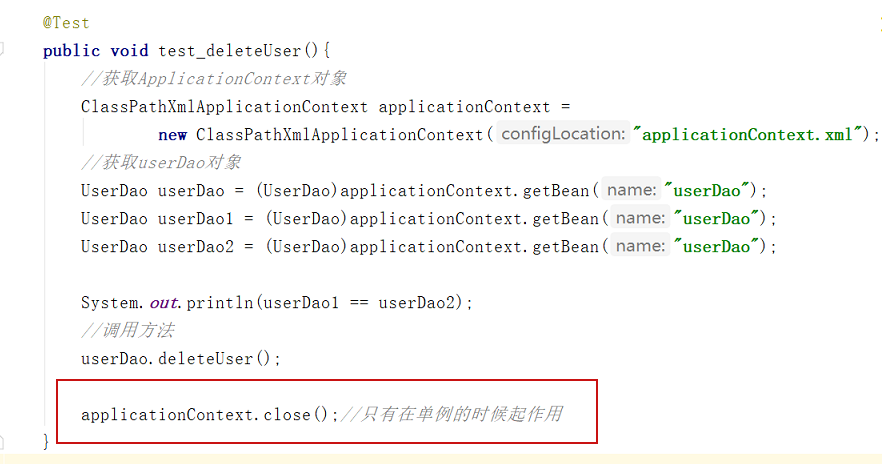 @Test
public void test_deleteUser(){
//获取ApplicationContext对象
ClassPathXmlApplicationContext applicationContext =
new ClassPathXmlApplicationContext( configLocation: "applicationContext.xml");
//获取userDao对象
UserDao userDao = (UserDao)applicationContext.getBean( name: "userDao");
UserDao userDao1 = (UserDao)applicationContext.getBean( name: "userDao");
UserDao userDao2 = (UserDao)applicationContext.getBean( name: "userDao");
System.out.println(userDao1 == userDao2);
//调用方法
userDao.deleteUser();
applicationContext.close();//只有在单例的时候起作用
}